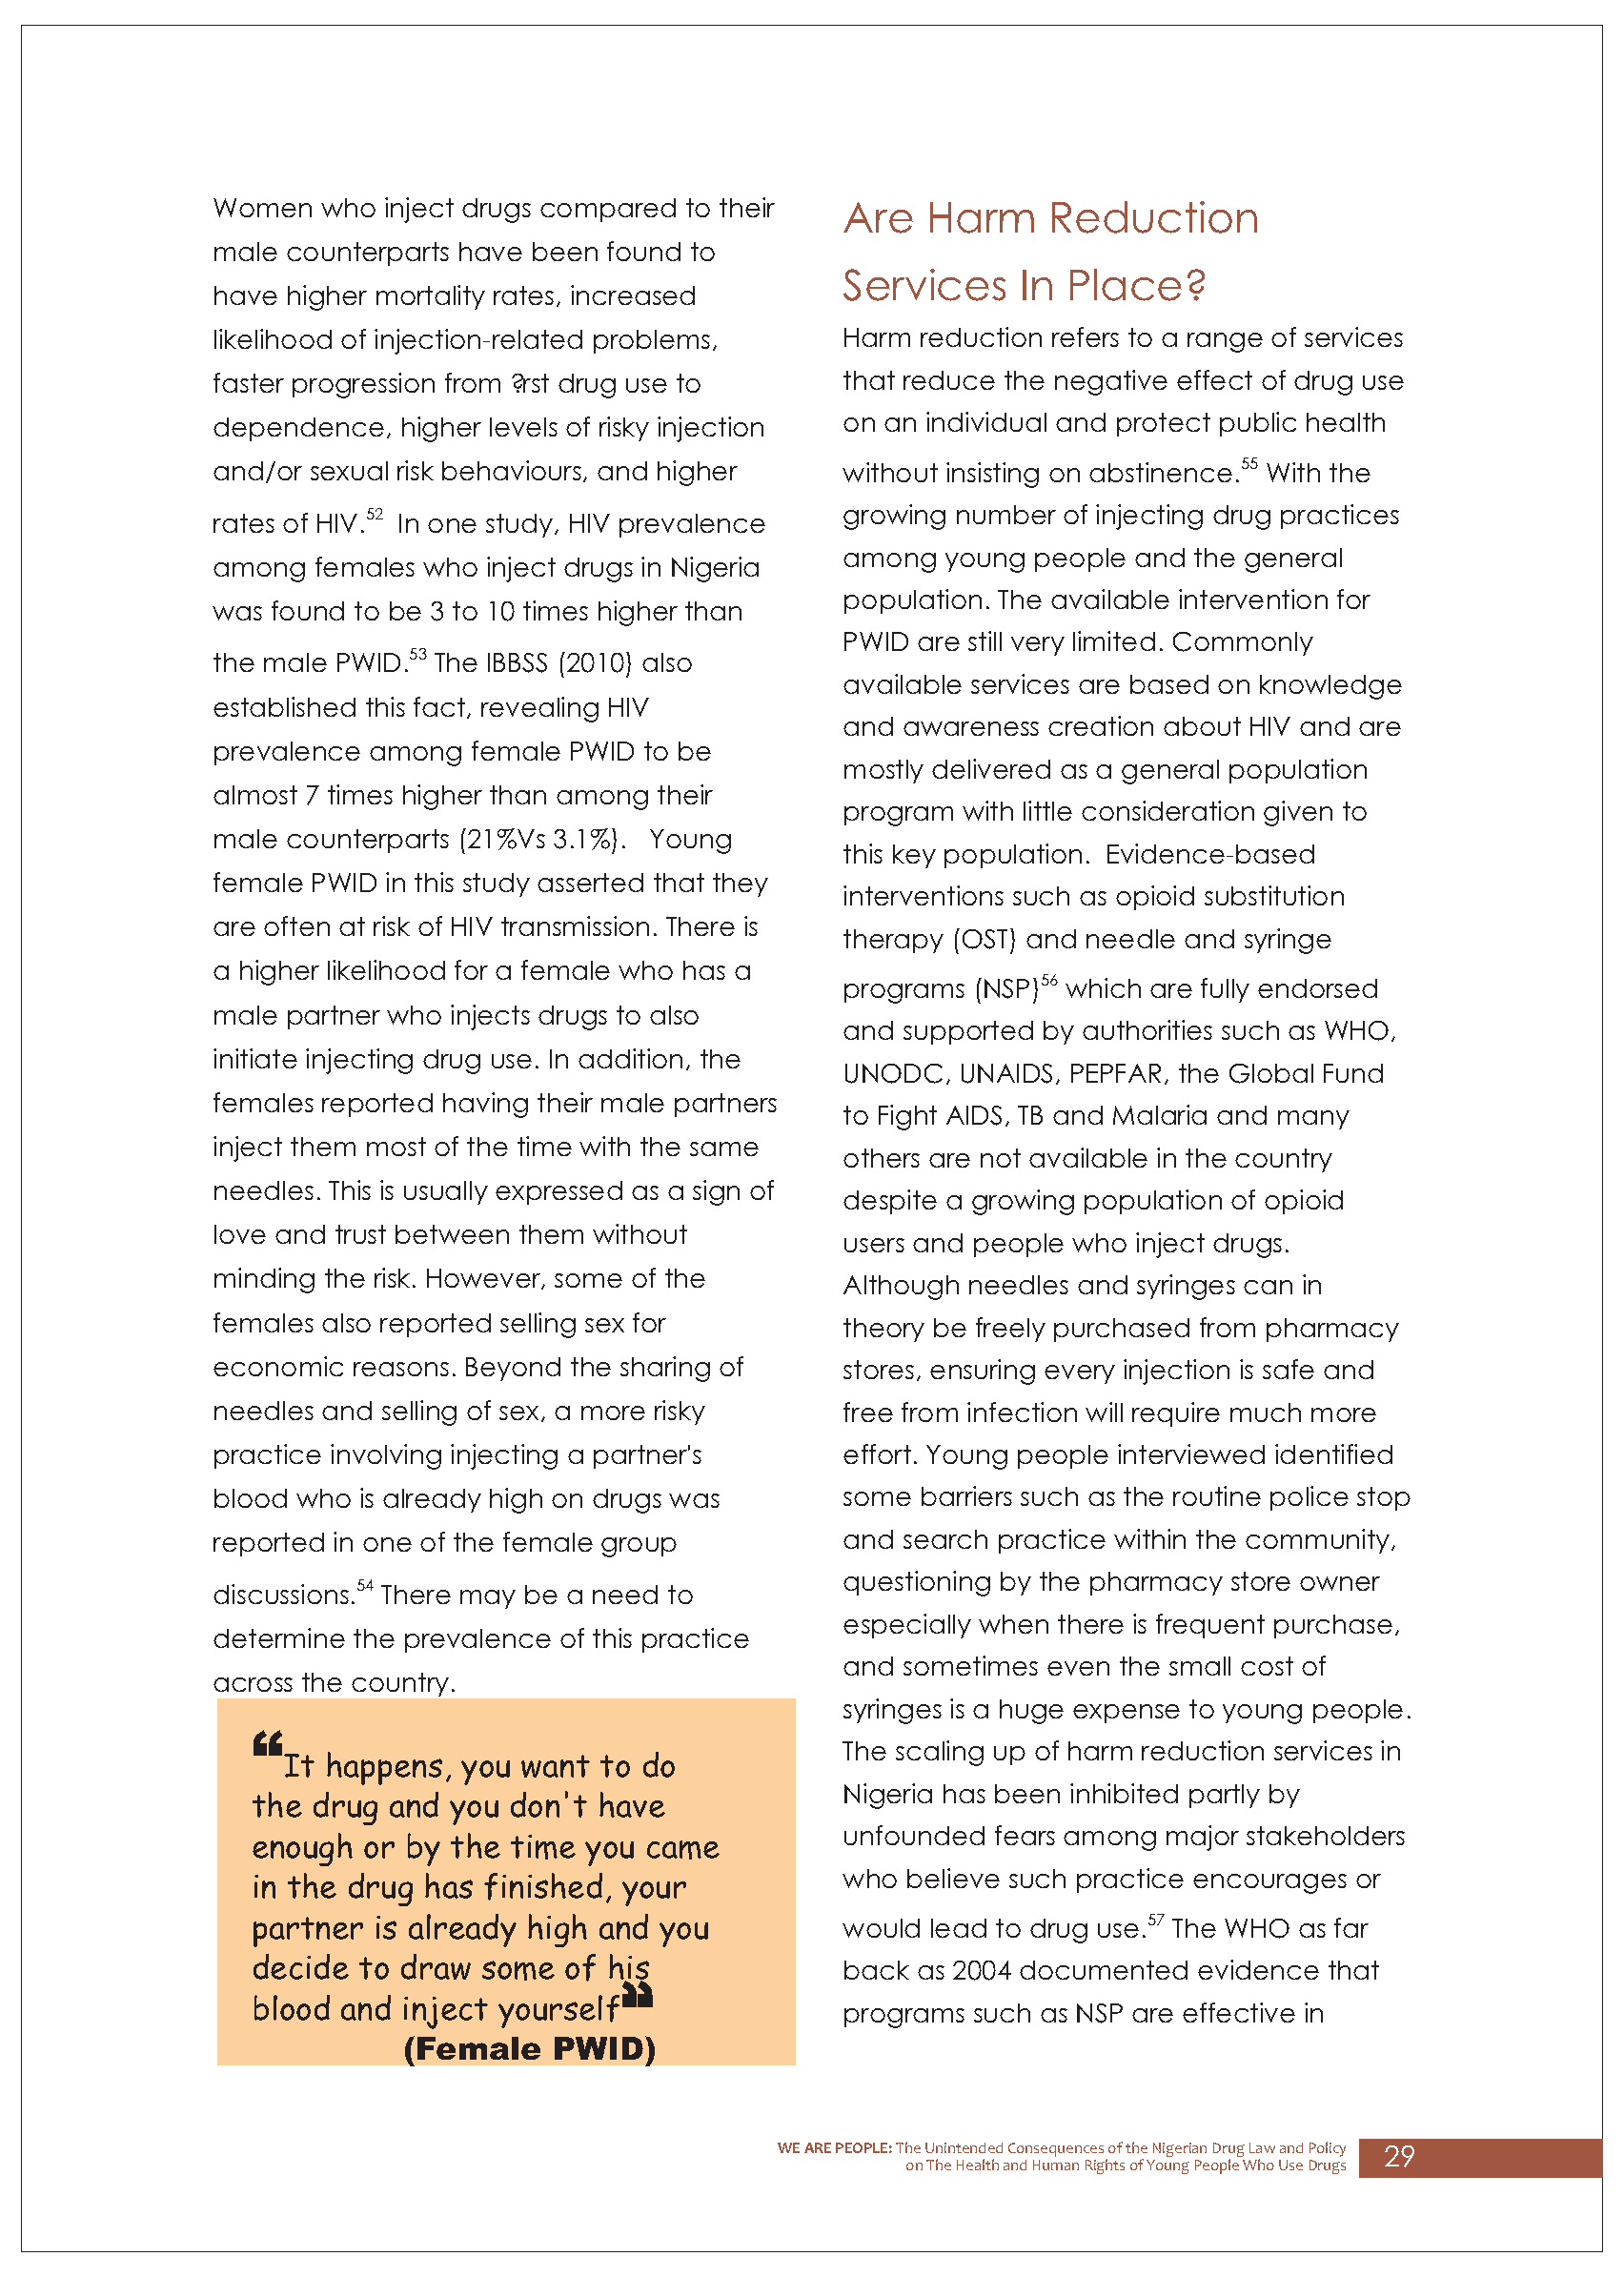 Women who inject drugs compared to their
male counterparts have been found to
have higher mortality rates, increased
likelihood of injection-related problems,
faster progression from ?rst drug use to
dependence, higher levels of risky injection
and/or sexual risk behaviours, and higher
rates of HIV.52 In one study, HIV prevalence
among females who inject drugs in Nigeria
was found to be 3 to 10 times higher than
the male PWID.53 The IBBSS (2010) also
established this fact, revealing HIV
prevalence among female PWID to be
almost 7 times higher than among their
male counterparts (21%Vs 3.1%). Young
female PWID in this study asserted that they
are often at risk of HIV transmission. There is
a higher likelihood for a female who has a
male partner who injects drugs to also
initiate injecting drug use. In addition, the
females reported having their male partners
inject them most of the time with the same
needles. This is usually expressed as a sign of
love and trust between them without
minding the risk. However, some of the
females also reported selling sex for
economic reasons. Beyond the sharing of
needles and selling of sex, a more risky
practice involving injecting a partner's
blood who is already high on drugs was
reported in one of the female group
discussions.54 There may be a need to
determine the prevalence of this practice
across the country.
“It happens, you want to do
the drug and you don't have
enough or by the time you came
in the drug has finished, your
partner is already high and you
decide to draw some of his
blood and inject yourself“
(Female PWID)
Are Harm Reduction
Services In Place?
Harm reduction refers to a range of services
that reduce the negative effect of drug use
on an individual and protect public health
without insisting on abstinence.55 With the
growing number of injecting drug practices
among young people and the general
population. The available intervention for
PWID are still very limited. Commonly
available services are based on knowledge
and awareness creation about HIV and are
mostly delivered as a general population
program with little consideration given to
this key population. Evidence-based
interventions such as opioid substitution
therapy (OST) and needle and syringe
programs (NSP)56 which are fully endorsed
and supported by authorities such as WHO,
UNODC, UNAIDS, PEPFAR, the Global Fund
to Fight AIDS, TB and Malaria and many
others are not available in the country
despite a growing population of opioid
users and people who inject drugs.
Although needles and syringes can in
theory be freely purchased from pharmacy
stores, ensuring every injection is safe and
free from infection will require much more
effort. Young people interviewed identified
some barriers such as the routine police stop
and search practice within the community,
questioning by the pharmacy store owner
especially when there is frequent purchase,
and sometimes even the small cost of
syringes is a huge expense to young people.
The scaling up of harm reduction services in
Nigeria has been inhibited partly by
unfounded fears among major stakeholders
who believe such practice encourages or
would lead to drug use.57 The WHO as far
back as 2004 documented evidence that
programs such as NSP are effective in
WE ARE PEOPLE: The Unintended Consequences of the Nigerian Drug Law and Policy
on The Health and Human Rights of Young People Who Use Drugs
29